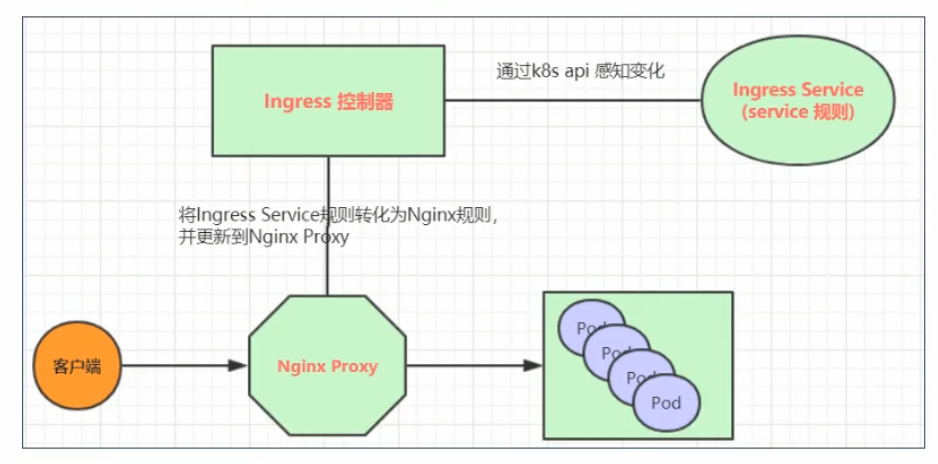 通过k8s api 感知变化
Ingress 控制器
Ingress Service
(service 规则)
将Ingress Service规则转化为Nginx规则，
并更新到Nginx Proxy
客户端
Nginx Proxy
Pod
Pod
Pod
Pod